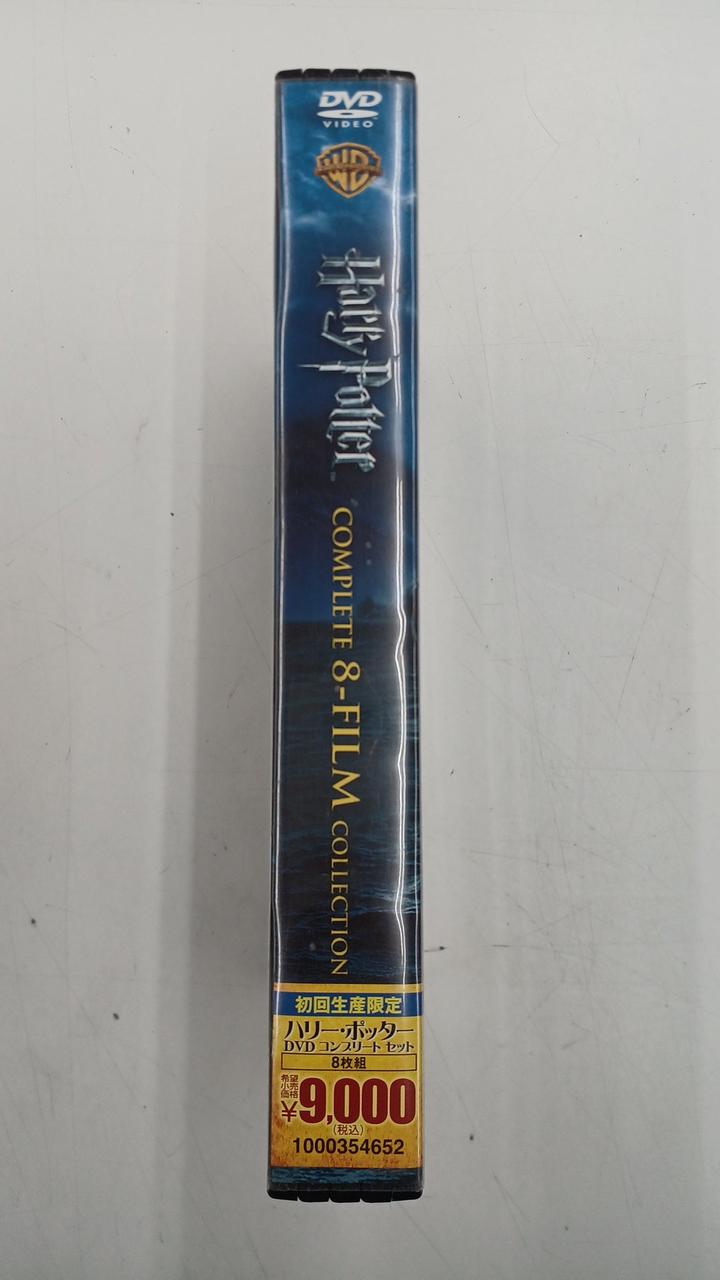 DVD
VIDEO
WB
Harry Potter
COMPLETE 8-FILM COLLECTION
初回生産限定
ハリー・ポッター
DVD コンプリート セット
8枚組
希望
小売
価格
¥9,000
(税込)
1000354652